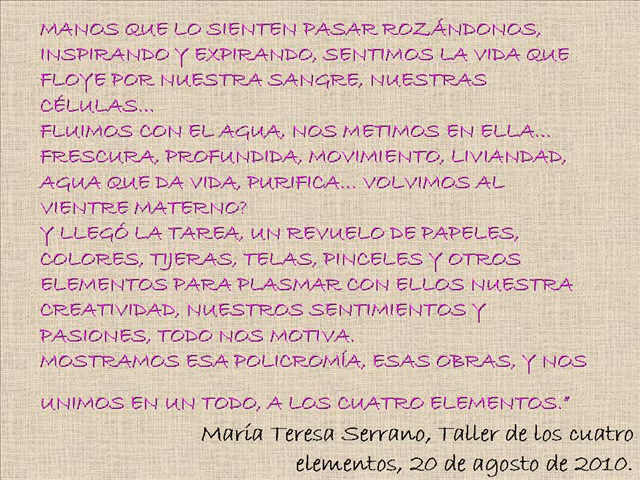 MANOS QUE LO SIENTEN PASAR ROZÁNDONOS,
INSPIRANDO Y EXPIRANDO, SENTIMOS LA VIDA QUE
FLOYE POR NUESTRA SANGRE, NUESTRAS
CÉLULAS...
FLUIMOS CON EL AGUA, NOS METIMOS EN ELLA...
FRESCURA, PROFUNDIDA, MOVIMIENTO, LIVIANDAD,
AGUA QUE DA VIDA, PURIFICA... VOLVIMOS AL
VIENTRE MATERNO?
Y LLEGÓ LA TAREA, UN REVUELO DE PAPELES,
COLORES, TIJERAS, TELAS, PINCELES Y OTROS
ELEMENTOS PARA PLASMAR CON ELLOS NUESTRA
CREATIVIDAD, NUESTROS SENTIMIENTOS Y
PASIONES, TODO NOS MOTIVA.
MOSTRAMOS ESA POLICROMÍA, ESAS OBRAS, Y NOS
UNIMOS EN UN TODO, A LOS CUATRO ELEMENTOS."
María Teresa Serrano, Taller de los cuatro
elementos, 20 de agosto de 2010.